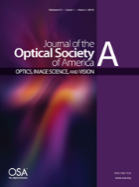 Journal of the
Optical Society
of America
A
OPTICS, IMAGE SCIENCE, AND VISION
OSA